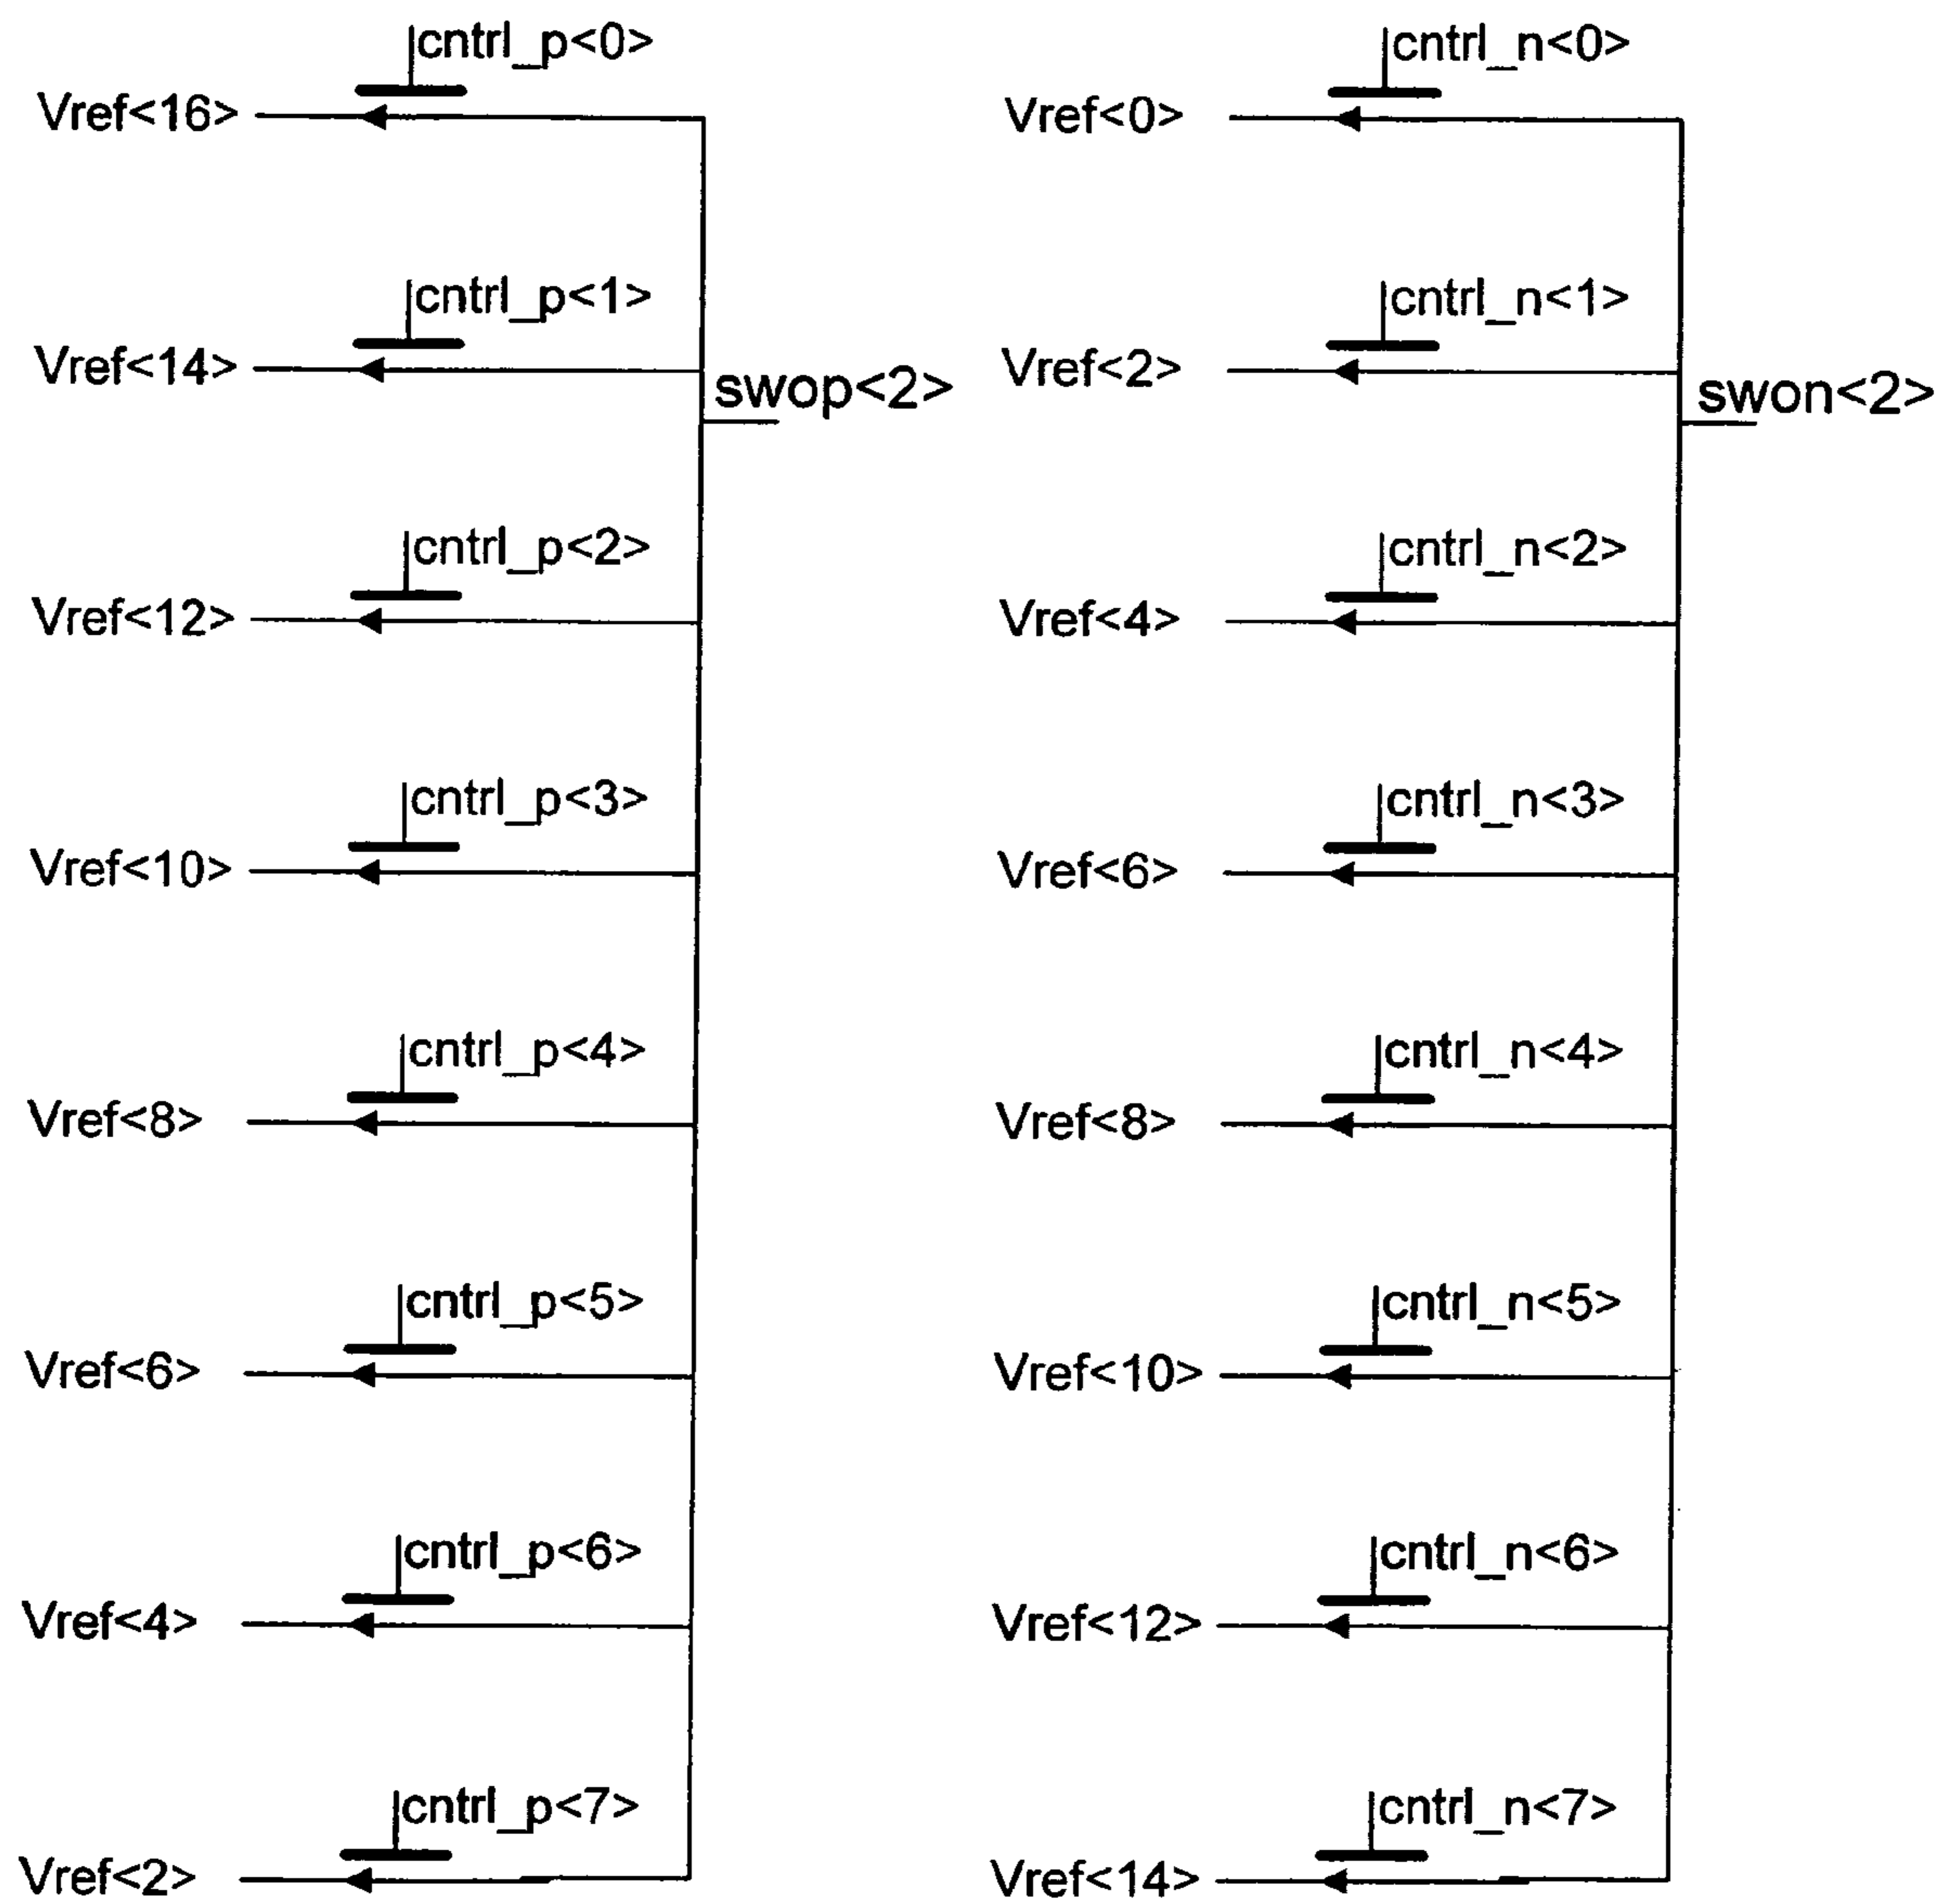 cntrl_p<0>
Vref<16>
cntrl_p<1>
Vref<14>
swop<2>
cntrl_p<2>
Vref<12>
cntrl_p<3>
Vref<10>
cntrl_p<4>
Vref<8>
cntrl_p<5>
Vref<6>
cntrl_p<6>
Vref<4>
cntrl_p<7>
Vref<2>
cntrl_n<0>
Vref<0>
cntrl_n<1>
Vref<2>
swon<2>
cntrl_n<2>
Vref<4>
cntrl_n<3>
Vref<6>
cntrl_n<4>
Vref<8>
cntrl_n<5>
Vref<10>
cntrl_n<6>
Vref<12>
cntrl_n<7>
Vref<14>